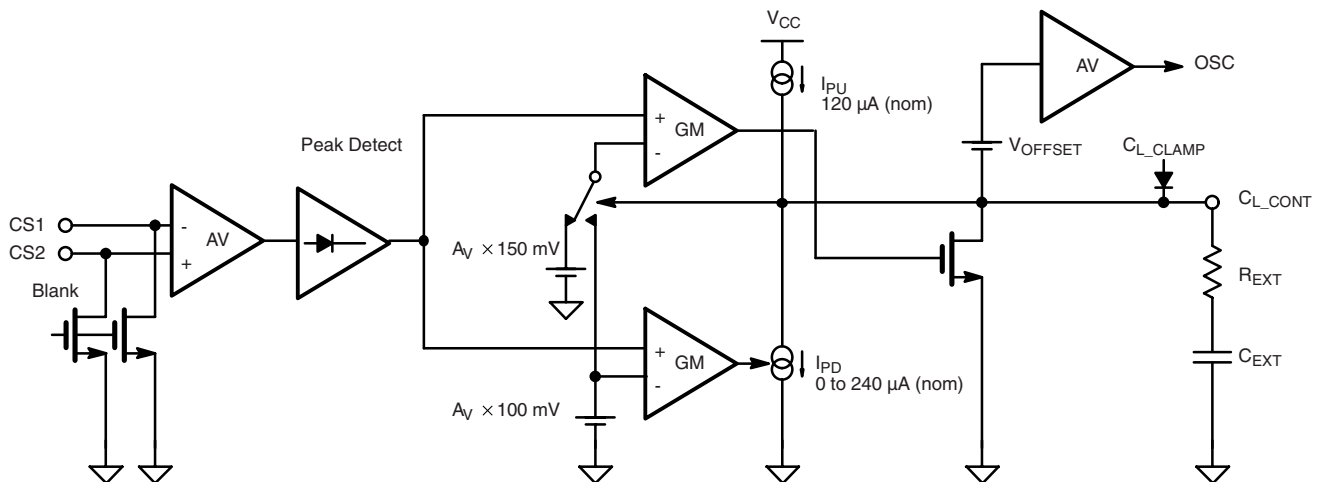 V_CC
AV
OSC
I_PU
120 µA (nom)
+
GM
-
Peak Detect
V_OFFSET
C_L_CLAMP
CS1
-
AV
C_L_CONT
CS2
+
A_V × 150 mV
Blank
R_EXT
+
GM
-
I_PD
0 to 240 µA (nom)
C_EXT
A_V × 100 mV